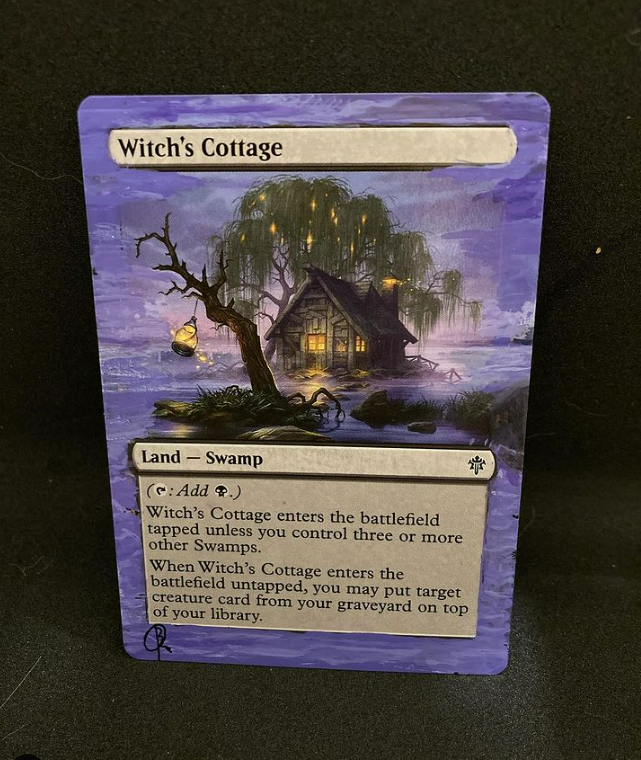 Witch's Cottage
Land — Swamp
(: Add .)
Witch's Cottage enters the battlefield
tapped unless you control three or more
other Swamps.
When Witch's Cottage enters the
battlefield untapped, you may put target
creature card from your graveyard on top
of your library.